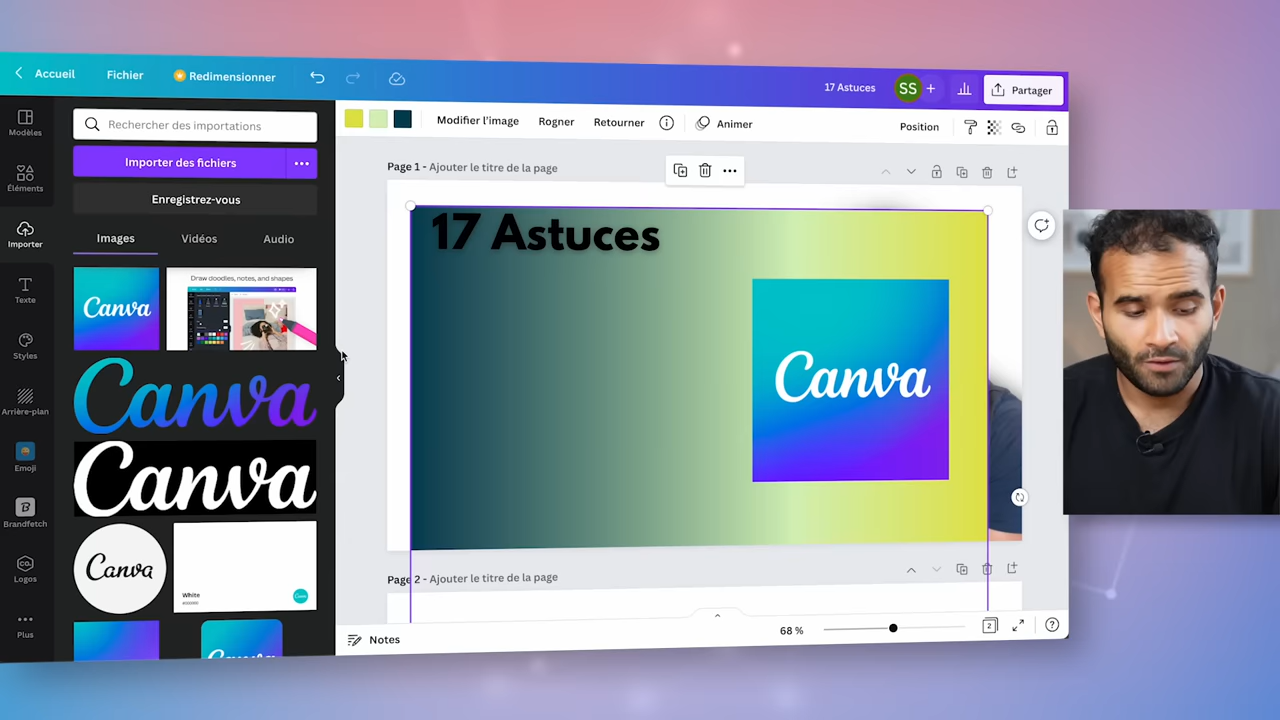 Accueil
Fichier
Redimensionner
17 Astuces
SS
Partager
Modèles
Éléments
Importer
Texte
Styles
Arrière-plan
Emoji
Brandfetch
Logos
Plus
Rechercher des importations
Importer des fichiers
Enregistrez-vous
Images
Vidéos
Audio
Canva
Draw doodles, notes, and shapes
Canva
Canva
Canva
White
Modifier l'image
Rogner
Retourner
Animer
Position
Page 1 - Ajouter le titre de la page
17 Astuces
Canva
Page 2 - Ajouter le titre de la page
Notes
68 %
2